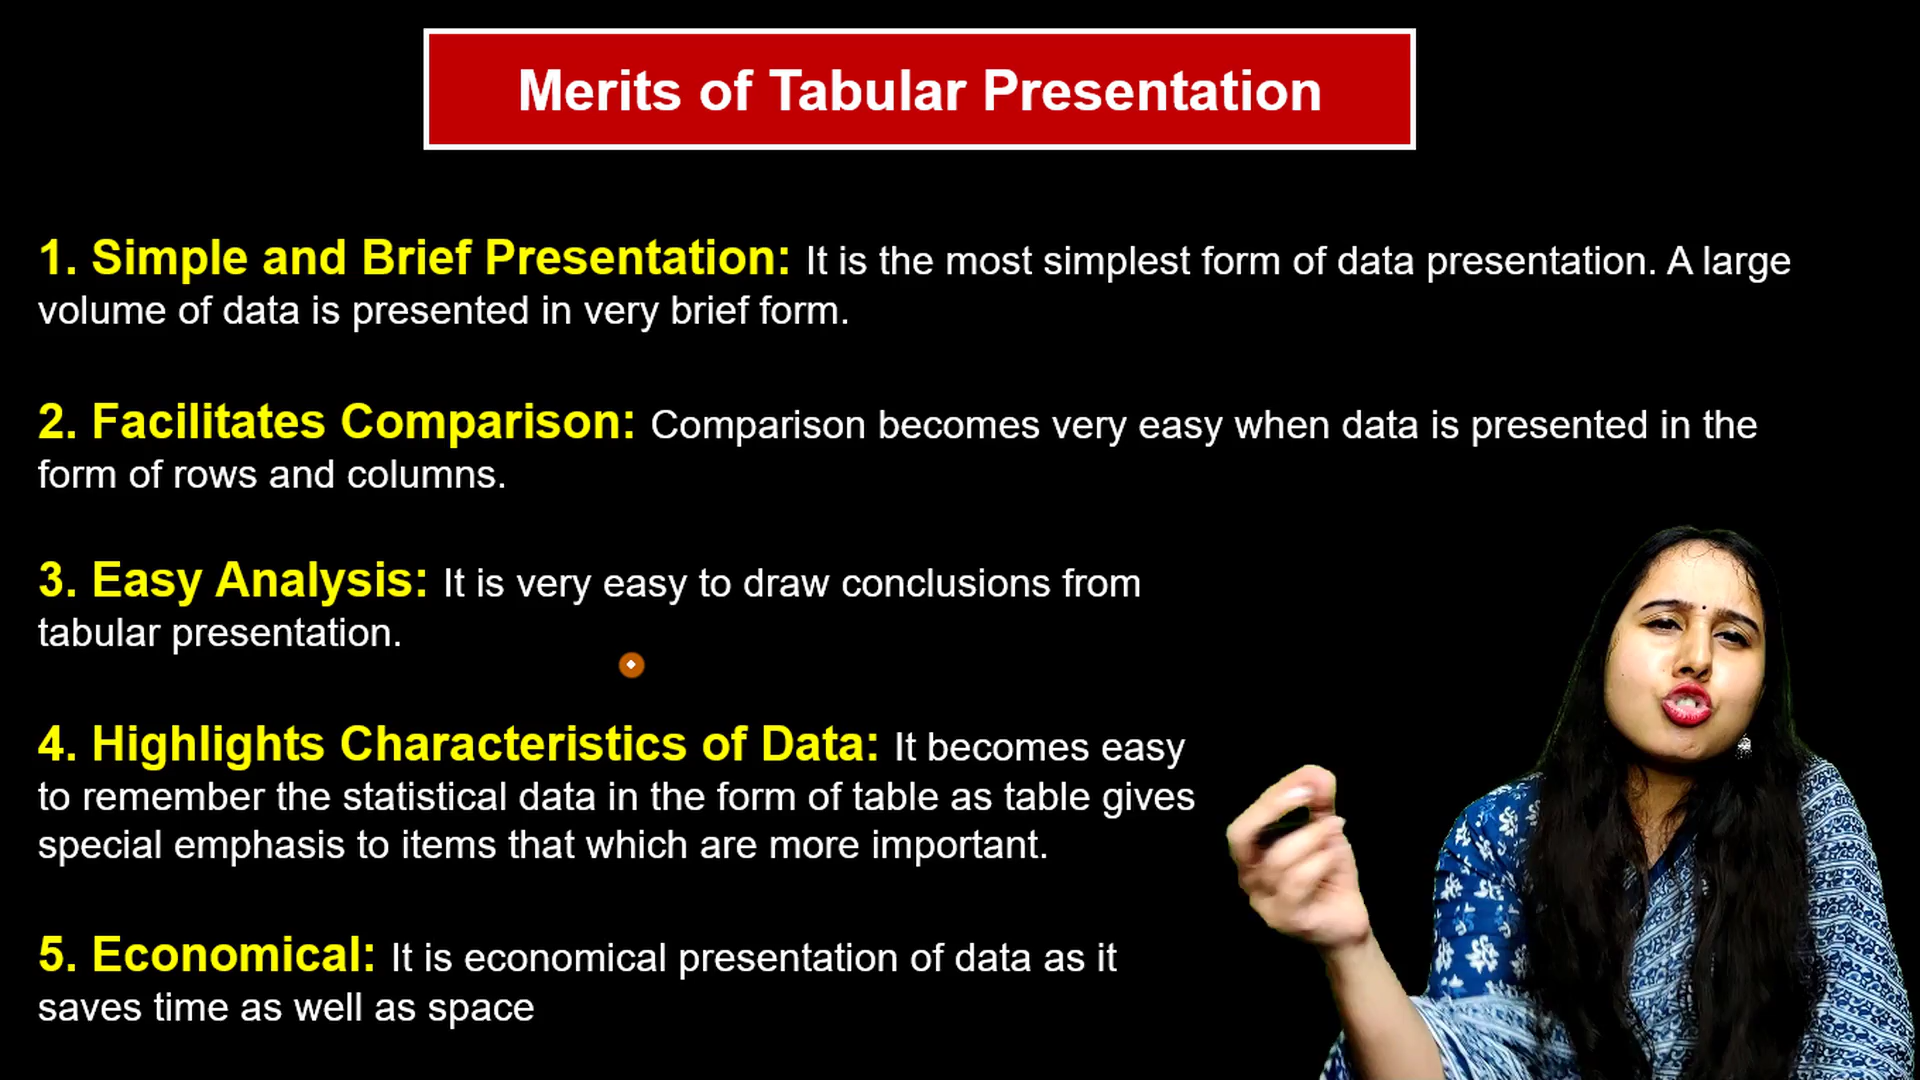 Merits of Tabular Presentation
1. Simple and Brief Presentation: It is the most simplest form of data presentation. A large
volume of data is presented in very brief form.
2. Facilitates Comparison: Comparison becomes very easy when data is presented in the
form of rows and columns.
3. Easy Analysis: It is very easy to draw conclusions from
tabular presentation.
4. Highlights Characteristics of Data: It becomes easy
to remember the statistical data in the form of table as table gives
special emphasis to items that which are more important.
5. Economical: It is economical presentation of data as it
saves time as well as space